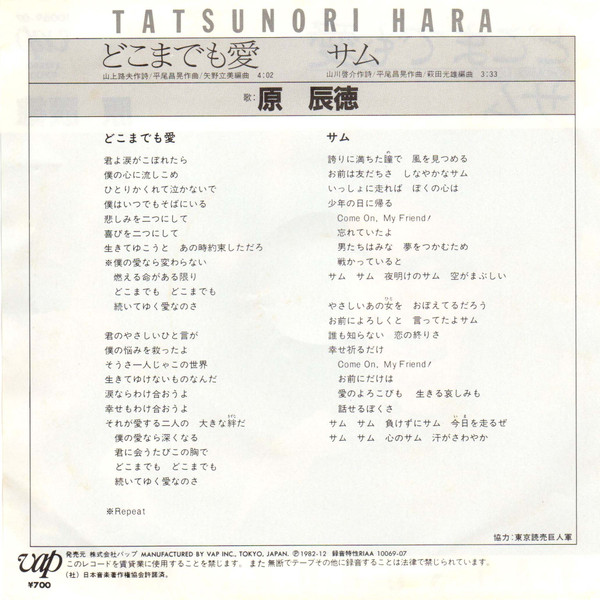 TATSUNORI HARA
どこまでも愛
山上路夫作詩/平尾昌晃作曲/矢野立美編曲 4:02
サム
山川啓介作詩/平尾昌晃作曲/萩田光雄編曲 3:33
歌:原 辰徳
どこまでも愛
君よ涙がこぼれたら
僕の心に流しこめ
ひとりかくれて泣かないで
僕はいつでもそばにいる
悲しみを二つにして
喜びを二つにして
生きてゆこうと あの時約束しただろ
※僕の愛なら変わらない
燃える命がある限り
どこまでも どこまでも
続いてゆく愛なのさ
君のやさしいひと言が
僕の悩みを救ったよ
そうさ一人じゃこの世界
生きてゆけないものなんだ
涙ならわけ合おうよ
幸せもわけ合おうよ
それが愛する二人の 大きな絆だ
僕の愛なら深くなる
君に会うたびこの胸で
どこまでも どこまでも
続いてゆく愛なのさ
※Repeat
サム
誇りに満ちた瞳で 風を見つめる
お前は友だちさ しなやかなサム
いっしょに走れば ぼくの心は
少年の日に帰る
Come On, My Friend!
忘れていたよ
男たちはみな 夢をつかむため
戦かっていると
サム サム 夜明けのサム 空がまぶしい
やさしいあの女を おぼえてるだろう
お前によろしくと 言ってたよサム
誰も知らない 恋の終りさ
幸せ祈るだけ
Come On, My Friend!
お前にだけは
愛のよろこびも 生きる哀しみも
話せるぼくさ
サム サム 負けずにサム 今日を走るぜ
サム サム 心のサム 汗がさわやか
協力:東京読売巨人軍
vap
¥700
発売元 株式会社バップ MANUFACTURED BY VAP INC., TOKYO, JAPAN. Ⓟ1982-12 録音特性RIAA 10069-07
このレコードを賃貸業に使用することを禁じます。また無断でテープその他に録音することは法律で禁じられています。
(社)日本音楽著作権協会許諾済。